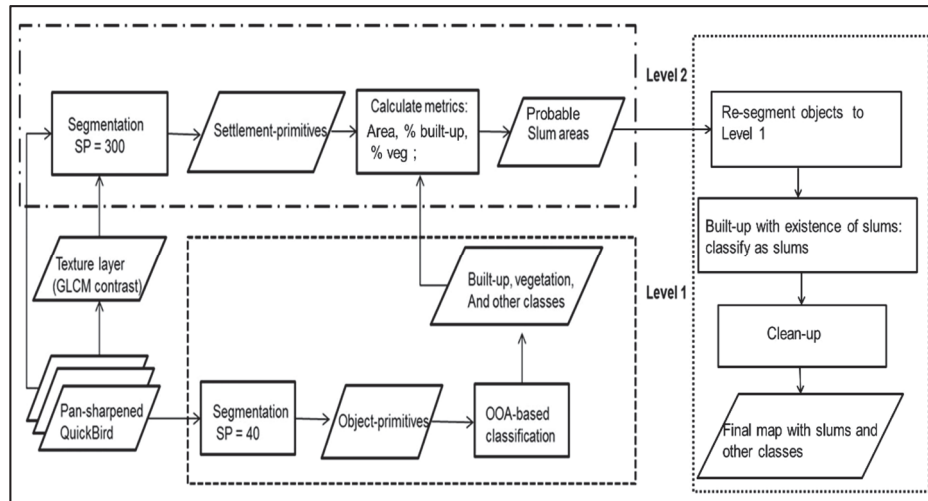 Segmentation
SP = 300
Settlement-primitives
Calculate metrics:
Area, % built-up,
% veg ;
Probable
Slum areas
Level 2
Re-segment objects to
Level 1
Built-up with existence of slums:
classify as slums
Clean-up
Final map with slums and
other classes
Texture layer
(GLCM contrast)
Built-up, vegetation,
And other classes
Level 1
Pan-sharpened
QuickBird
Segmentation
SP = 40
Object-primitives
OOA-based
classification